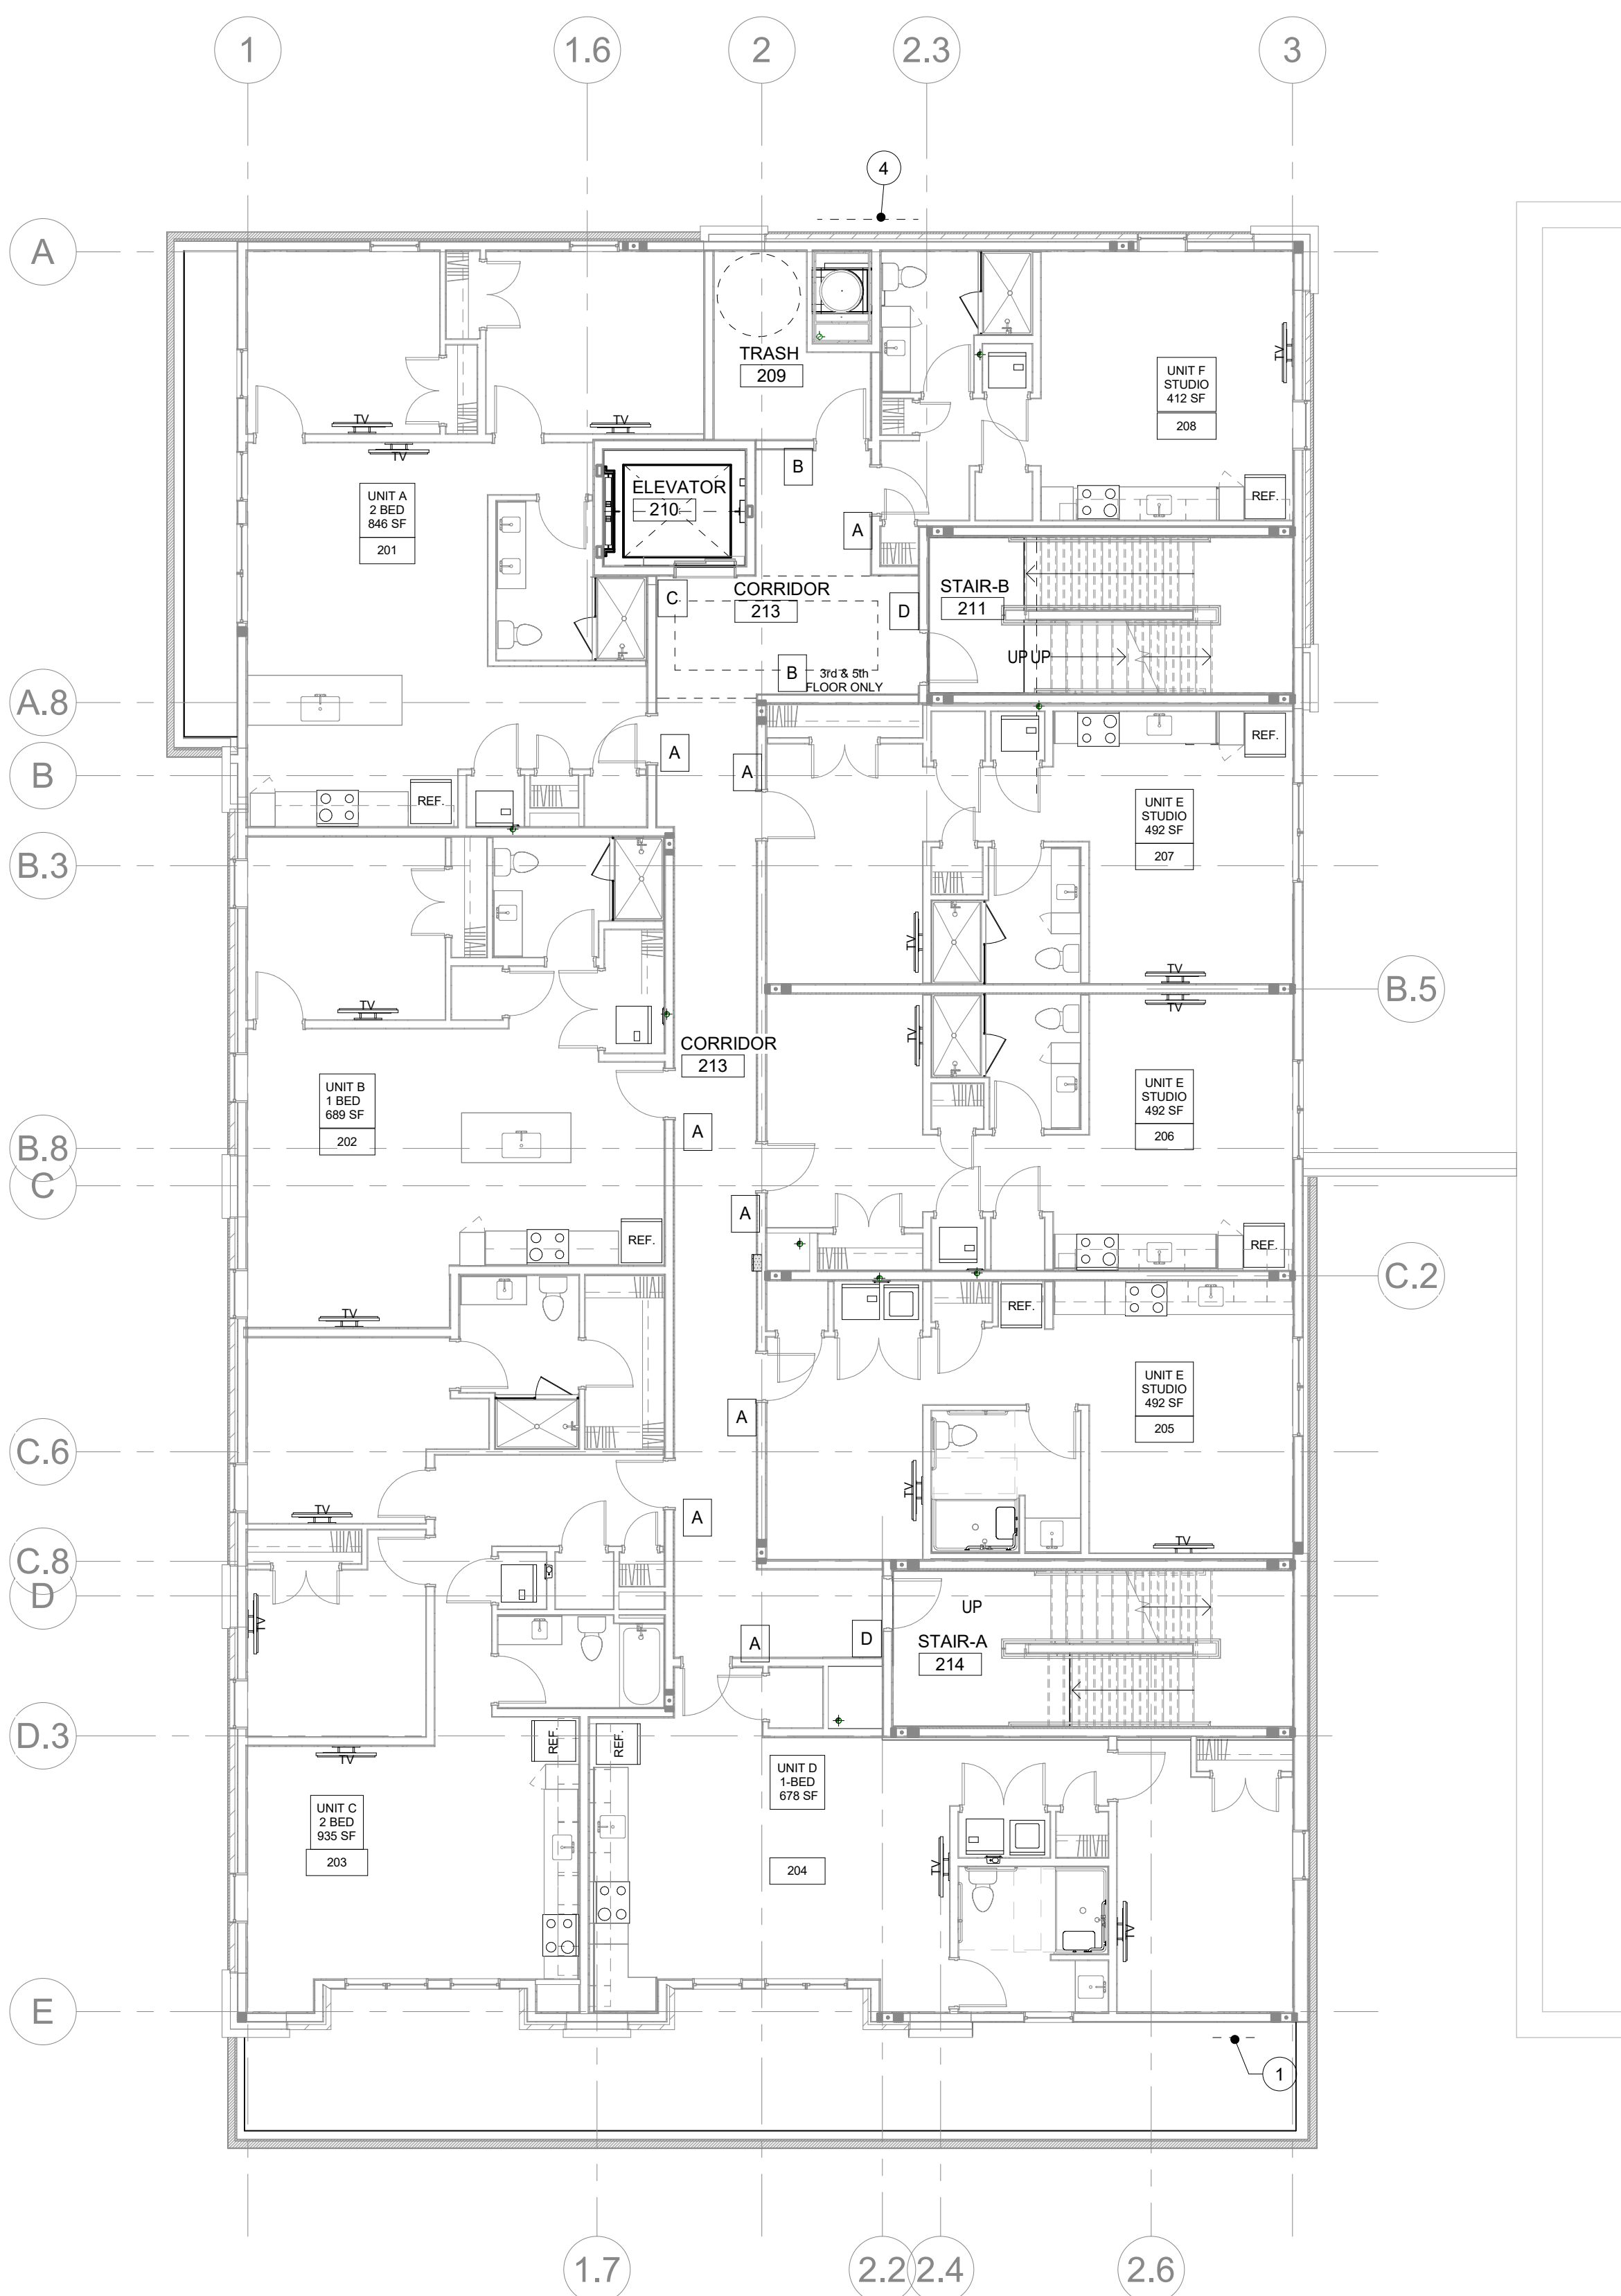 1
1.6
2
2.3
3
4
A
TRASH
209
UNIT F
STUDIO
412 SF
208
TV
TV
TV
TV
B
ELEVATOR
210
REF.
UNIT A
2 BED
846 SF
201
A
STAIR-B
211
C
CORRIDOR
213
D
UP UP
B
3rd & 5th
FLOOR ONLY
A.8
A
A
REF.
B
REF.
UNIT E
STUDIO
492 SF
207
B.3
TV
TV
TV
TV
TV
B.5
CORRIDOR
213
UNIT B
1 BED
689 SF
202
UNIT E
STUDIO
492 SF
206
A
B.8
C
A
REF.
REF.
C.2
REF.
TV
UNIT E
STUDIO
492 SF
205
A
C.6
TV
TV
A
TV
C.8
D
TV
UP
A
D
STAIR-A
214
D.3
REF.
REF.
TV
UNIT D
1-BED
678 SF
UNIT C
2 BED
935 SF
203
204
TV
TV
E
1
1.7
2.2
2.4
2.6